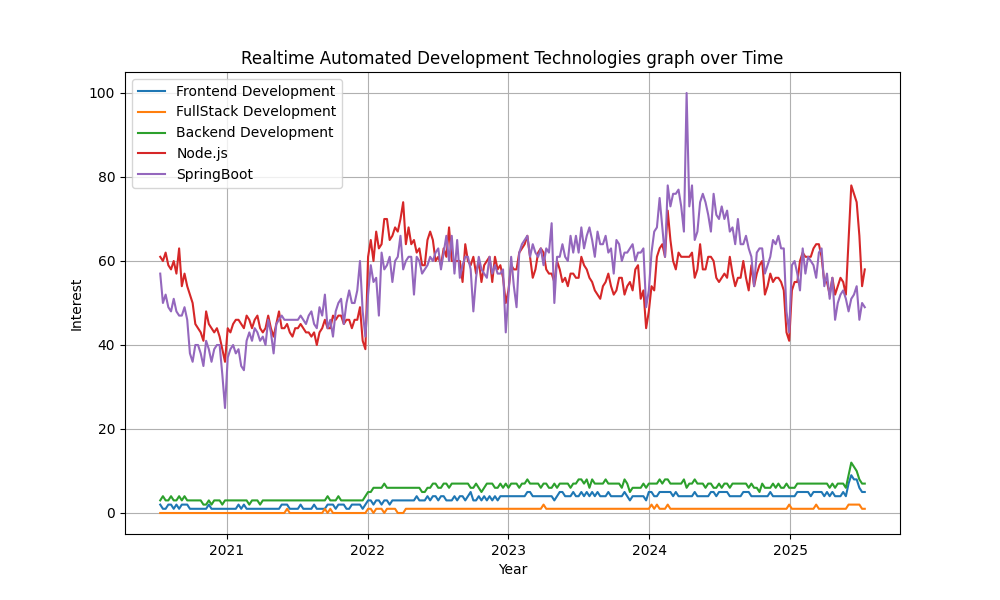 Realtime Automated Development Technologies graph over Time
100
80
60
40
20
0
Interest
Frontend Development
FullStack Development
Backend Development
Node.js
SpringBoot
2021
2022
2023
2024
2025
Year